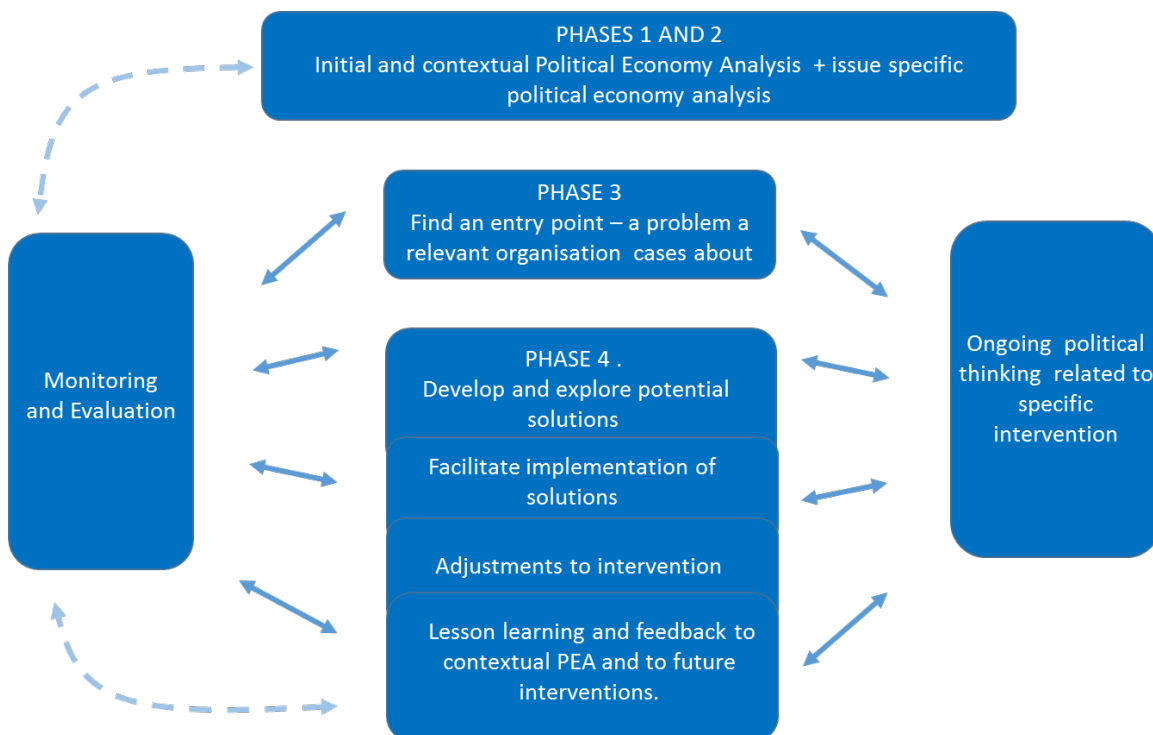 PHASES 1 AND 2
Initial and contextual Political Economy Analysis + issue specific
political economy analysis
PHASE 3
Find an entry point – a problem a
relevant organisation cases about
Monitoring
and Evaluation
PHASE 4 .
Develop and explore potential
solutions
Facilitate implementation of
solutions
Adjustments to intervention
Lesson learning and feedback to
contextual PEA and to future
interventions.
Ongoing political
thinking related to
specific
intervention